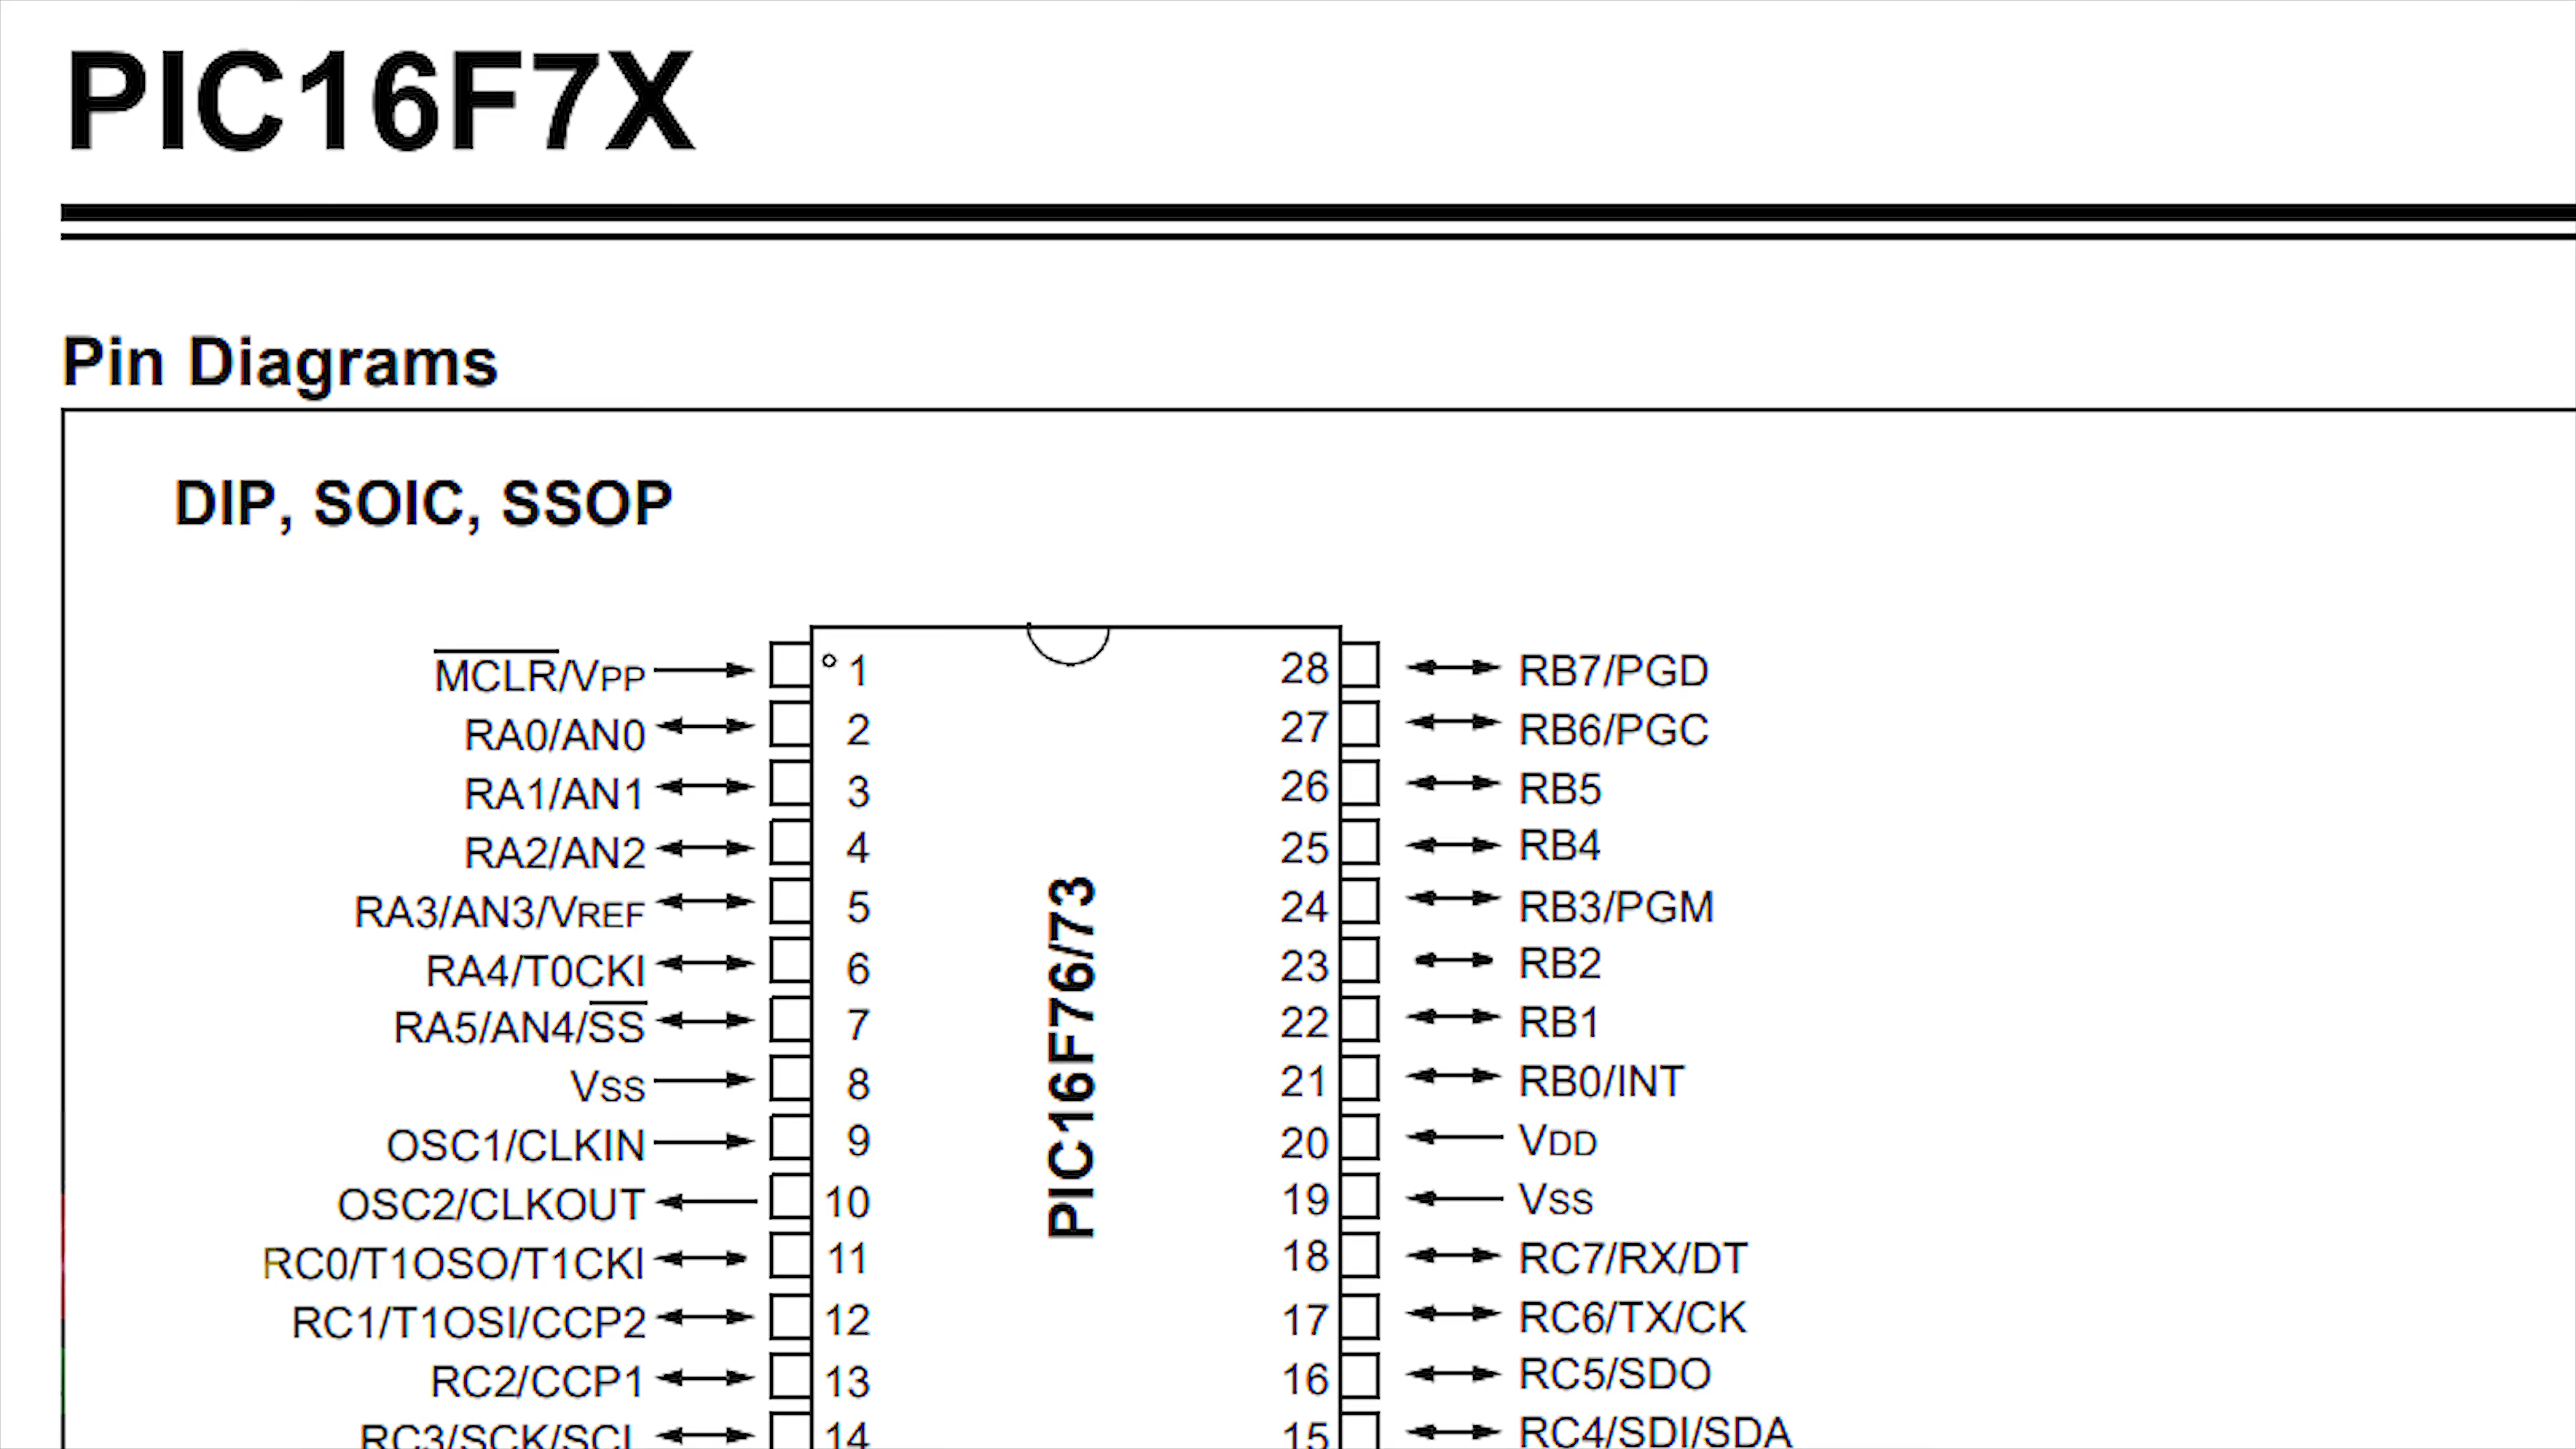 PIC16F7X
Pin Diagrams
DIP, SOIC, SSOP
MCLR/VPP 1 28 RB7/PGD
RA0/AN0 2 27 RB6/PGC
RA1/AN1 3 26 RB5
RA2/AN2 4 25 RB4
RA3/AN3/VREF 5 24 RB3/PGM
RA4/T0CKI 6 23 RB2
RA5/AN4/SS 7 22 RB1
VSS 8 21 RB0/INT
OSC1/CLKIN 9 20 VDD
OSC2/CLKOUT 10 19 VSS
RC0/T1OSO/T1CKI 11 18 RC7/RX/DT
RC1/T1OSI/CCP2 12 17 RC6/TX/CK
RC2/CCP1 13 16 RC5/SDO
RC3/SCK/SCL 14 15 RC4/SDI/SDA
PIC16F76/73